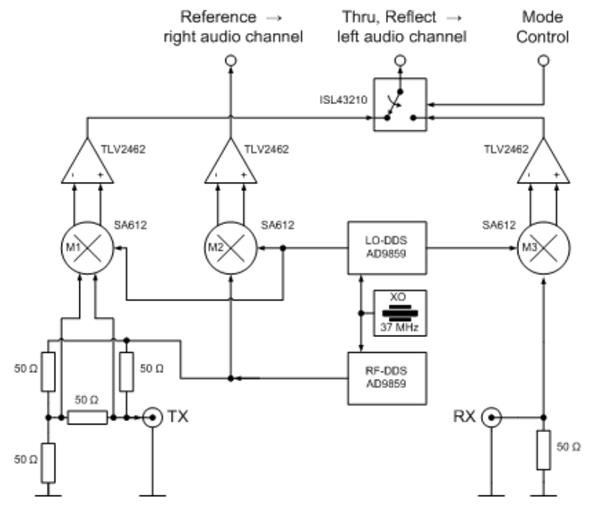 Reference →
right audio channel
Thru, Reflect →
left audio channel
Mode
Control
ISL43210
TLV2462
TLV2462
TLV2462
- +
- +
- +
SA612
SA612
SA612
M1
M2
M3
LO-DDS
AD9859
XO
37 MHz
RF-DDS
AD9859
50 Ω
50 Ω
50 Ω
TX
RX
50 Ω
50 Ω